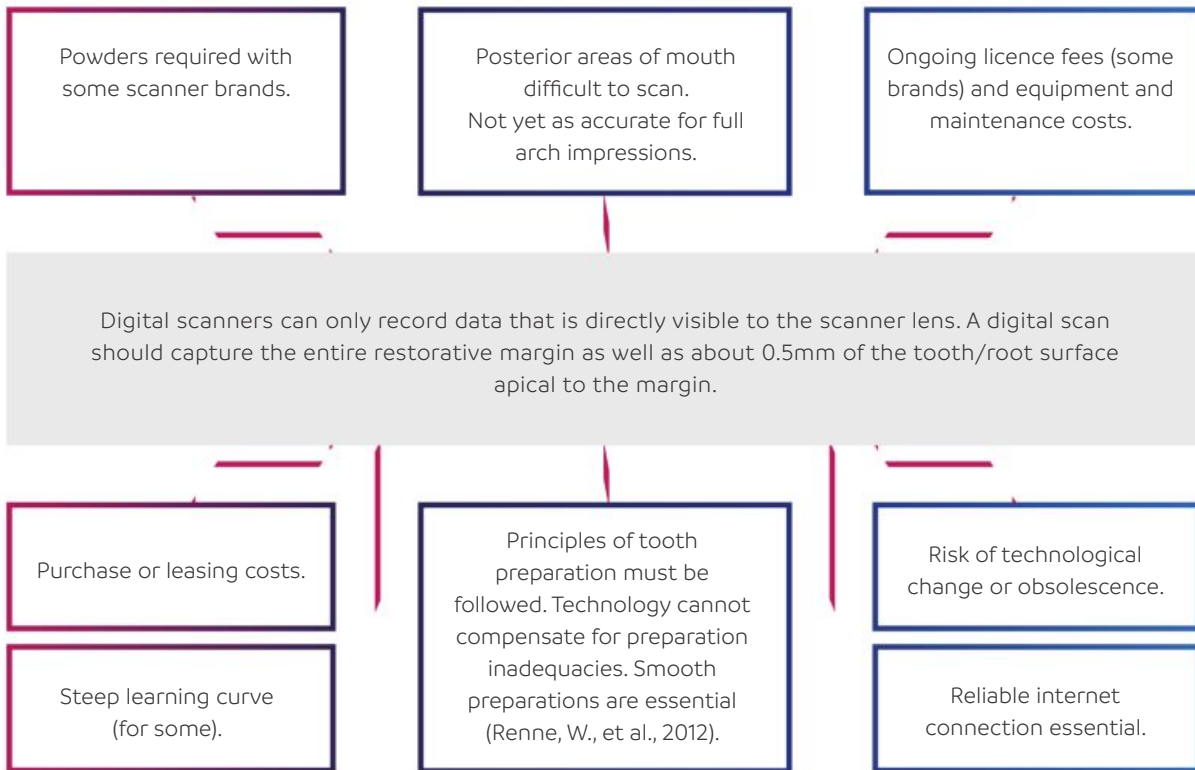 Powders required with
some scanner brands.
Posterior areas of mouth
difficult to scan.
Not yet as accurate for full
arch impressions.
Ongoing licence fees (some
brands) and equipment and
maintenance costs.
Digital scanners can only record data that is directly visible to the scanner lens. A digital scan
should capture the entire restorative margin as well as about 0.5mm of the tooth/root surface
apical to the margin.
Purchase or leasing costs.
Steep learning curve
(for some).
Principles of tooth
preparation must be
followed. Technology cannot
compensate for preparation
inadequacies. Smooth
preparations are essential
(Renne, W., et al., 2012).
Risk of technological
change or obsolescence.
Reliable internet
connection essential.